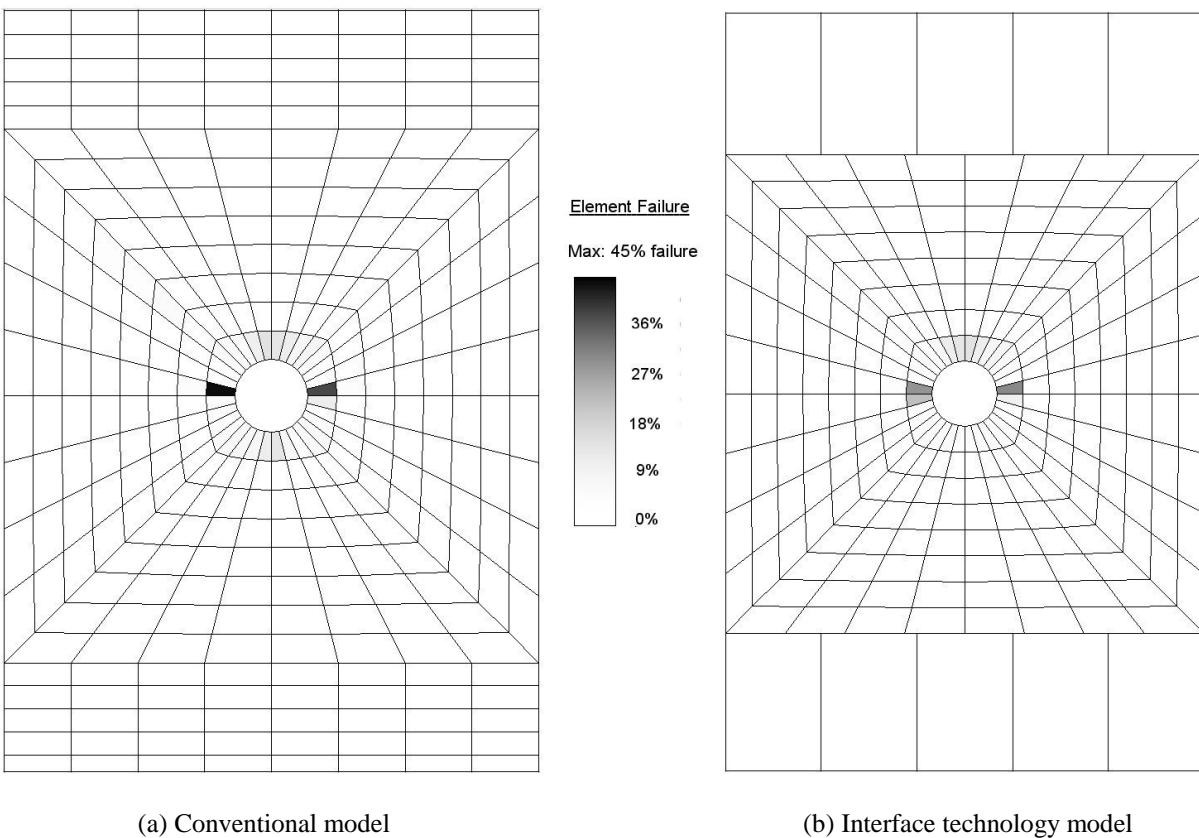 Element Failure
Max: 45% failure
36%
27%
18%
9%
0%
(a) Conventional model
(b) Interface technology model